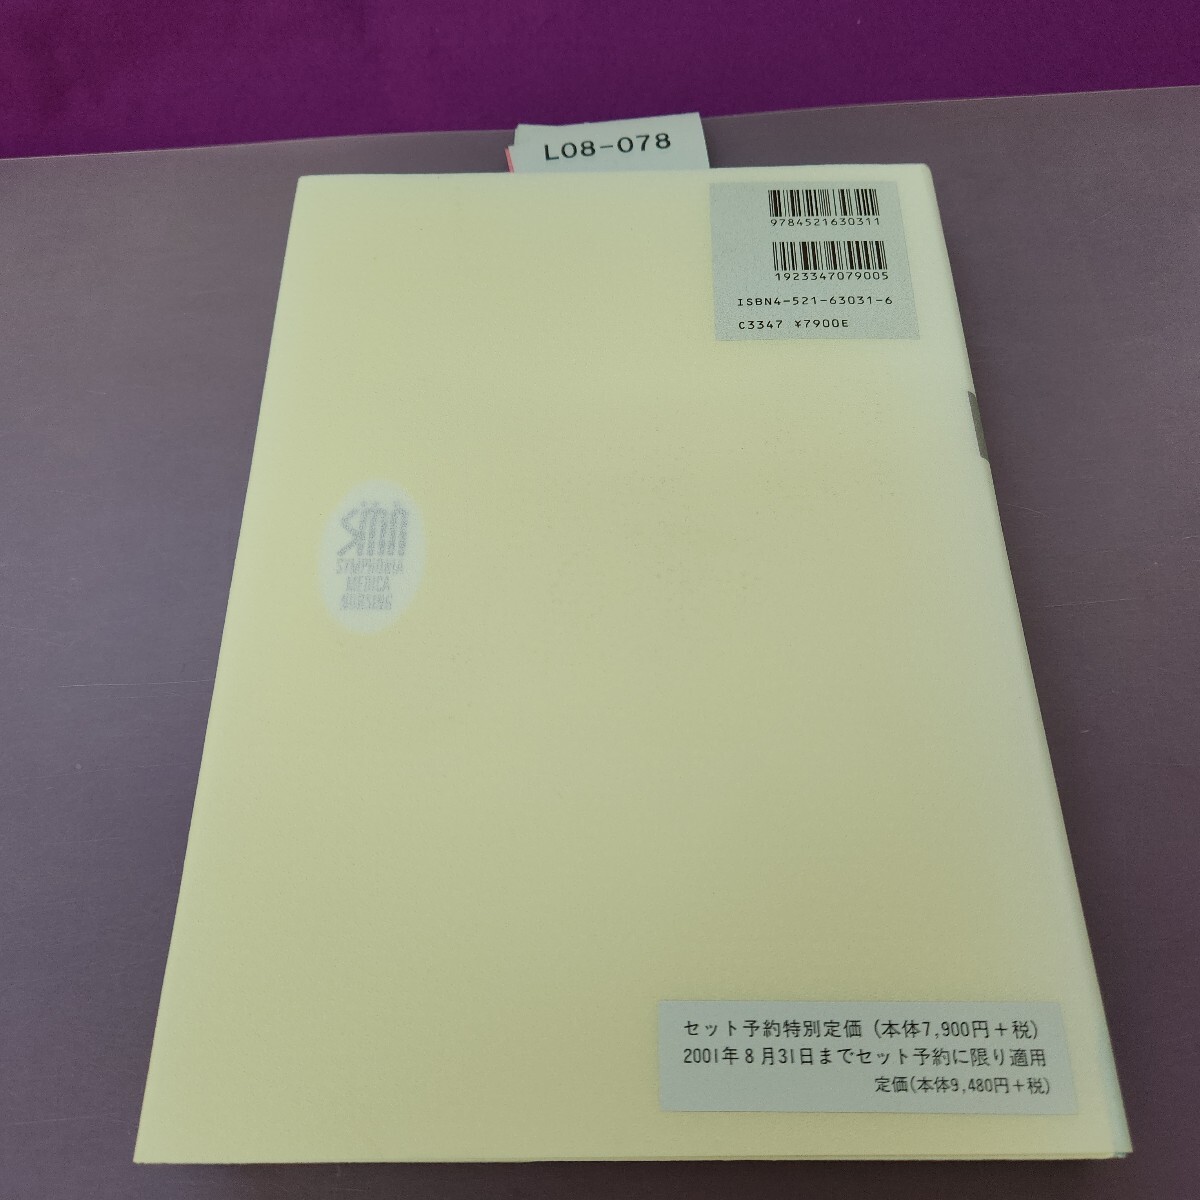 L08-078
9784521630311
1923347079005
ISBN4-521-63031-6
C3347 ¥7900E
SYMPHONIA
MEDICA
NURSING
セット予約特別定価（本体7,900円＋税）
2001年8月31日までセット予約に限り適用
定価(本体9,480円＋税)